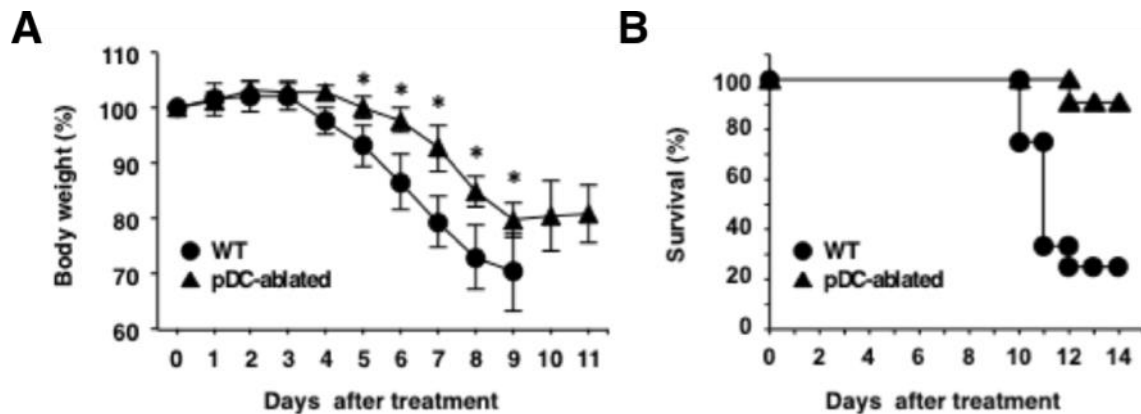 A
B
Body weight (%)
110
100
90
80
70
60
* * * * *
WT
pDC-ablated
0 1 2 3 4 5 6 7 8 9 10 11
Days after treatment
Survival (%)
100
80
60
40
20
0
WT
pDC-ablated
0 2 4 6 8 10 12 14
Days after treatment